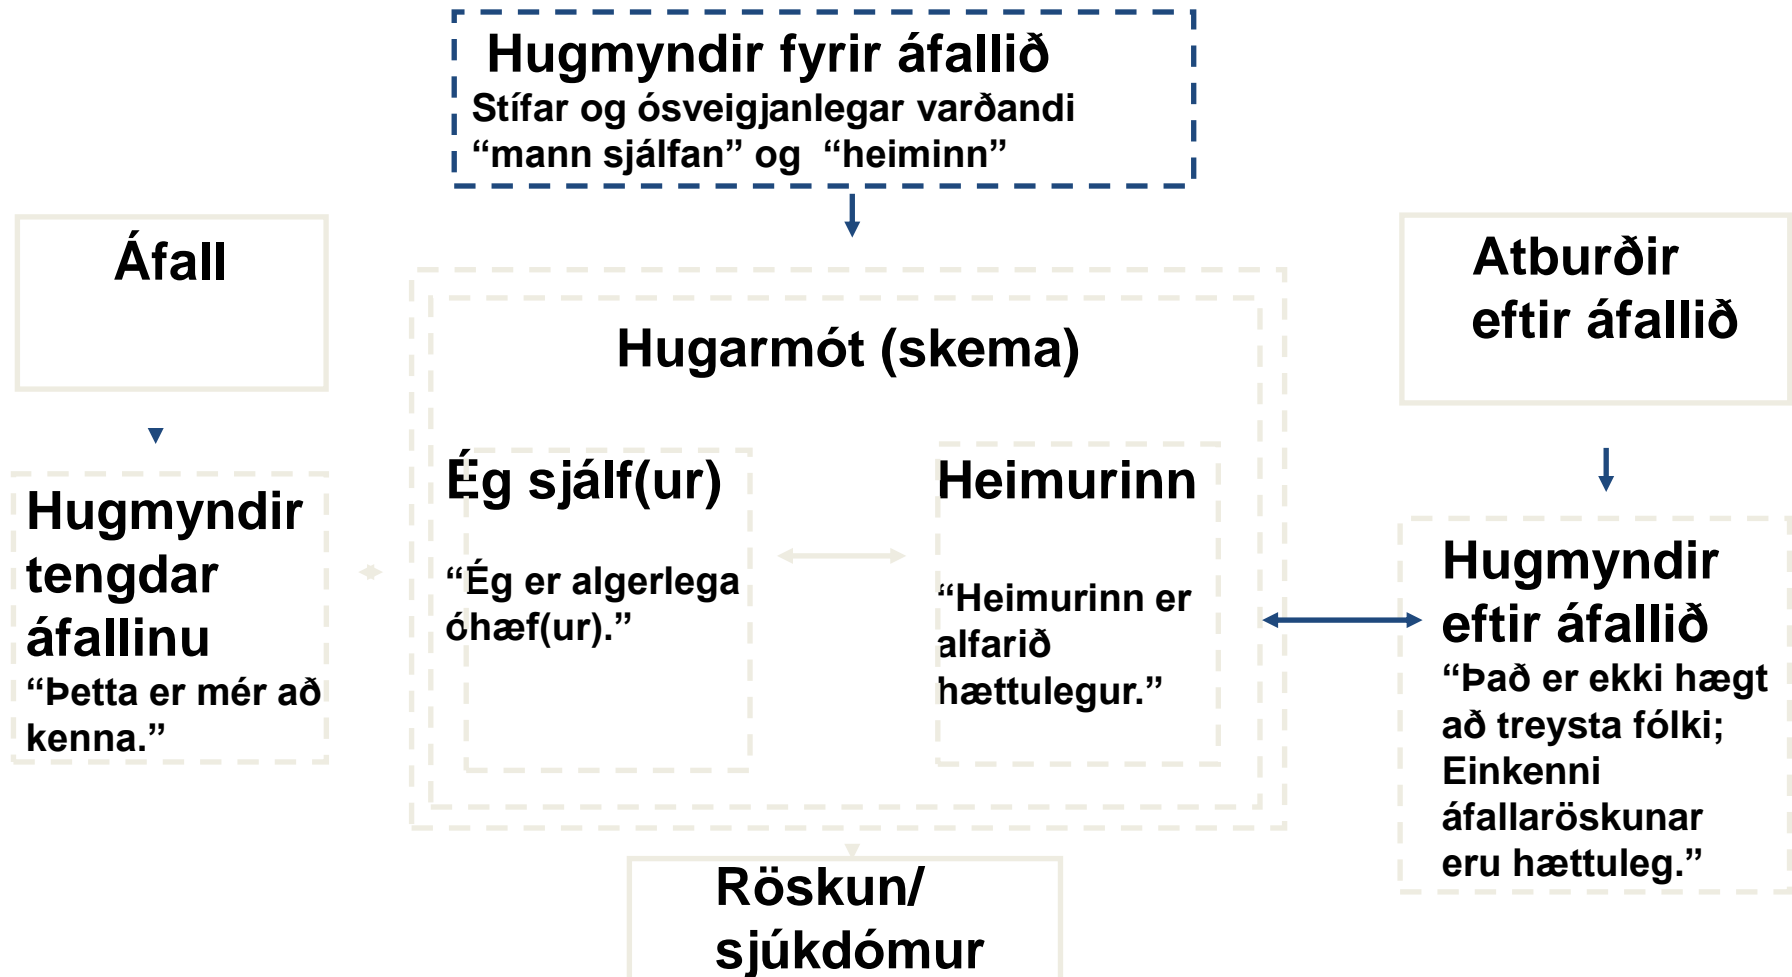 Hugmyndir fyrir áfallið
Stífar og ósveigjanlegar varðandi
“mann sjálfan” og “heiminn”
Áfall
Hugmyndir
tengdar
áfallinu
“Þetta er mér að
kenna.”
Hugarmót (skema)
Ég sjálf(ur)
“Ég er algerlega
óhæf(ur).”
Heimurinn
“Heimurinn er
alfarið
hættulegur.”
Atburðir
eftir áfallið
Hugmyndir
eftir áfallið
“Það er ekki hægt
að treysta fólki;
Einkenni
áfallaröskunar
eru hættuleg.”
Röskun/
sjúkdómur